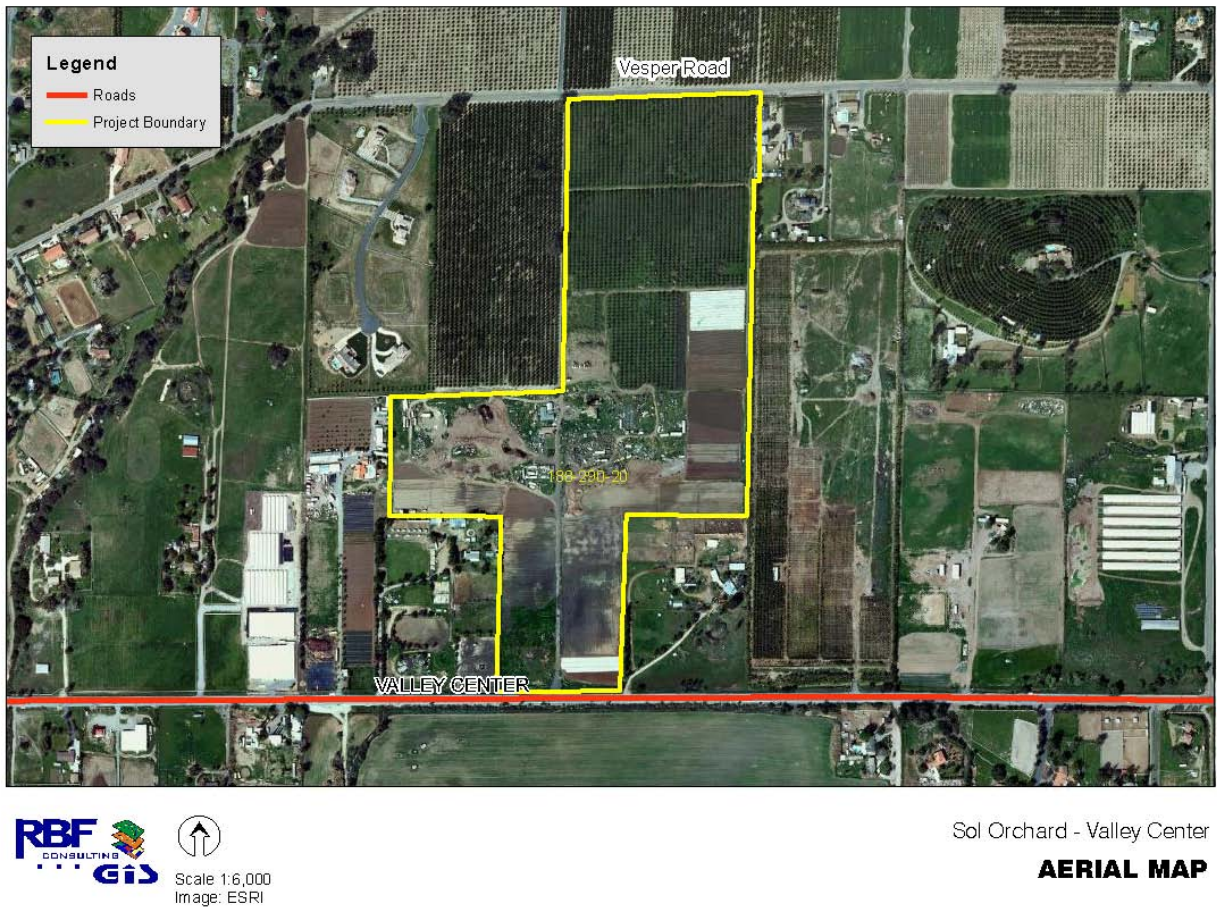 Legend
Roads
Project Boundary
Vesper Road
188-290-20
VALLEY CENTER
RBF
CONSULTING
GIS
Scale 1:6,000
Image: ESRI
Sol Orchard - Valley Center
AERIAL MAP